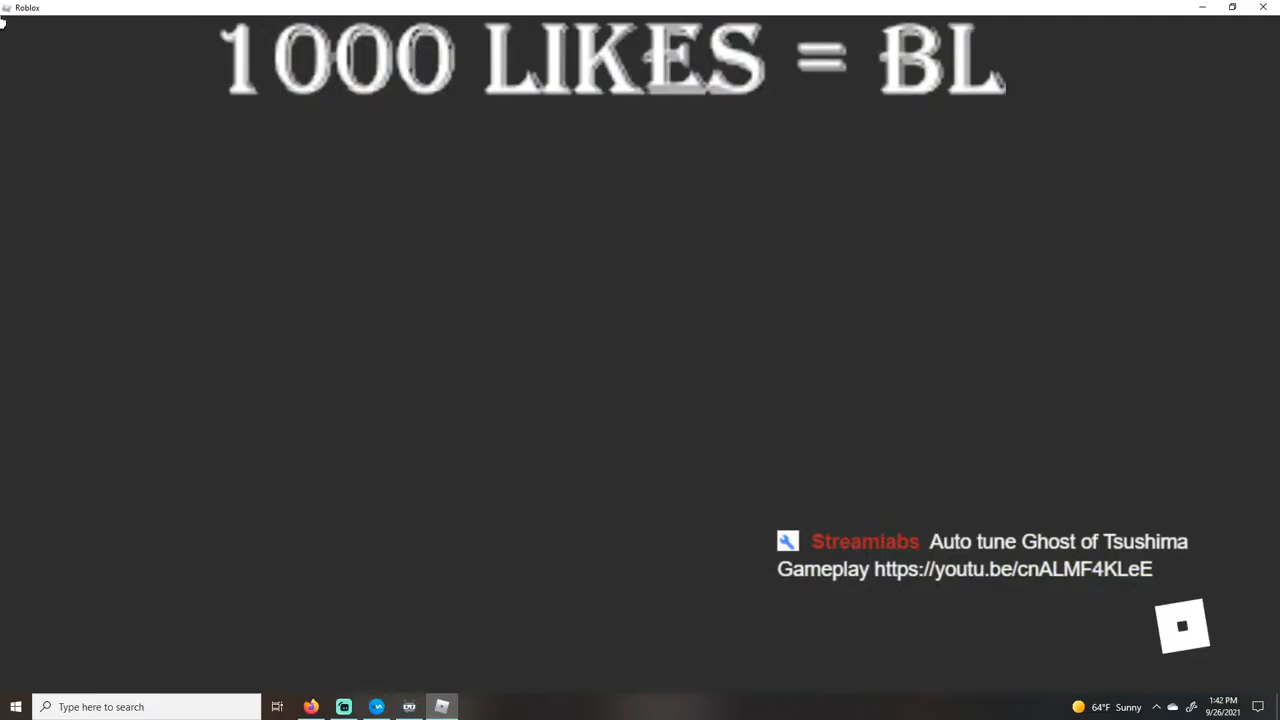 Roblox
1000 LIKES = BL
Streamlabs Auto tune Ghost of Tsushima
Gameplay https://youtu.be/cnALMF4KLeE
Type here to search
64°F Sunny
1:42 PM
9/26/2021